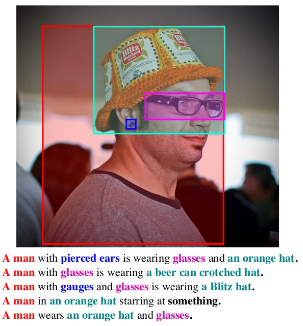 Blitz
Blitz
A man with pierced ears is wearing glasses and an orange hat.
A man with glasses is wearing a beer can crotched hat.
A man with gauges and glasses is wearing a Blitz hat.
A man in an orange hat starring at something.
A man wears an orange hat and glasses.